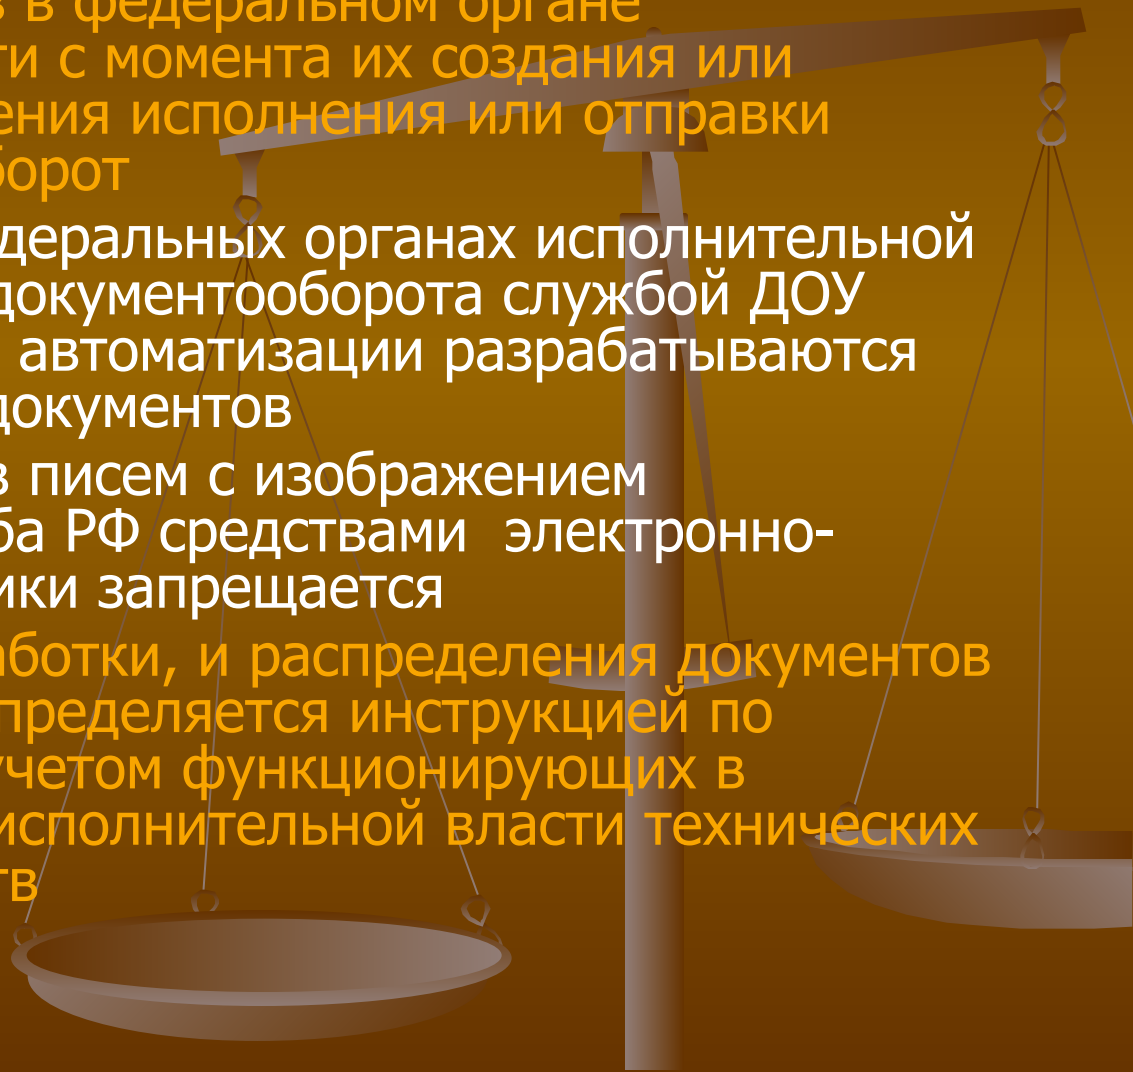 в в федеральном органе
ти с момента их создания или
ения исполнения или отправки
борот
деральных органах исполнительной
документооборота службой ДОУ
автоматизации разрабатываются
документов
в писем с изображением
ба РФ средствами электронно-
ики запрещается
аботки, и распределения документов
пределяется инструкцией по
учетом функционирующих в
исполнительной власти технических
тв